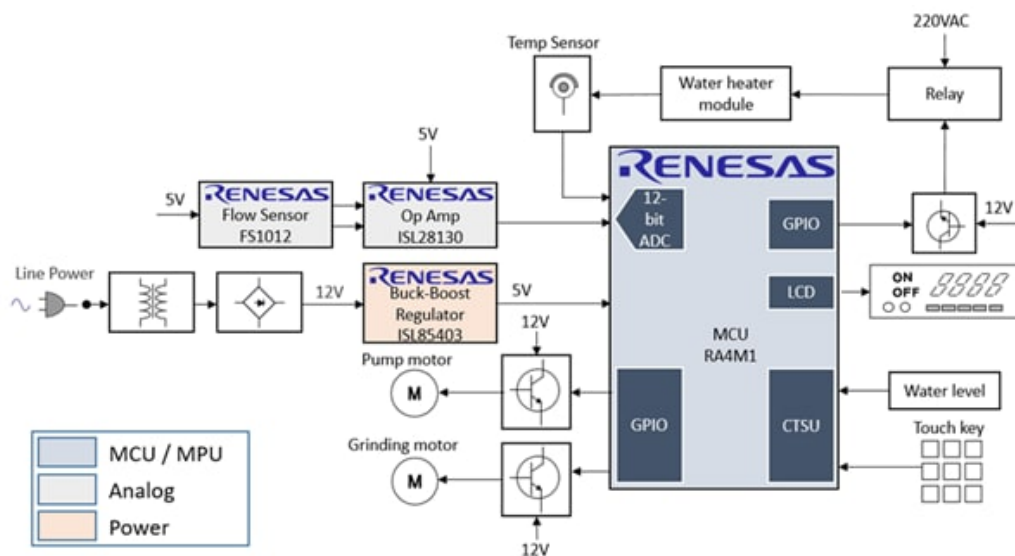 220VAC
Temp Sensor
Water heater
module
Relay
5V
RENESAS
RENESAS
RENESAS
5V
Flow Sensor
FS1012
Op Amp
ISL28130
12-
bit
ADC
GPIO
12V
Line Power
RENESAS
12V
Buck-Boost
Regulator
ISL85403
5V
LCD
ON
OFF
8888
MCU
RA4M1
12V
Pump motor
M
GPIO
CTSU
Water level
Touch key
Grinding motor
M
12V
MCU / MPU
Analog
Power